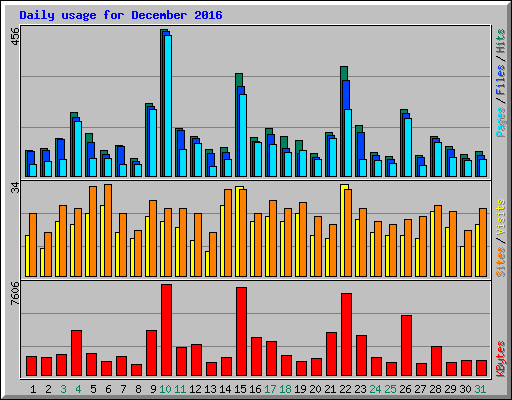 Daily usage for December 2016
456
Pages / Files / Hits
34
Sites / Visits
7606
KBytes
1 2 3 4 5 6 7 8 9 10 11 12 13 14 15 16 17 18 19 20 21 22 23 24 25 26 27 28 29 30 31